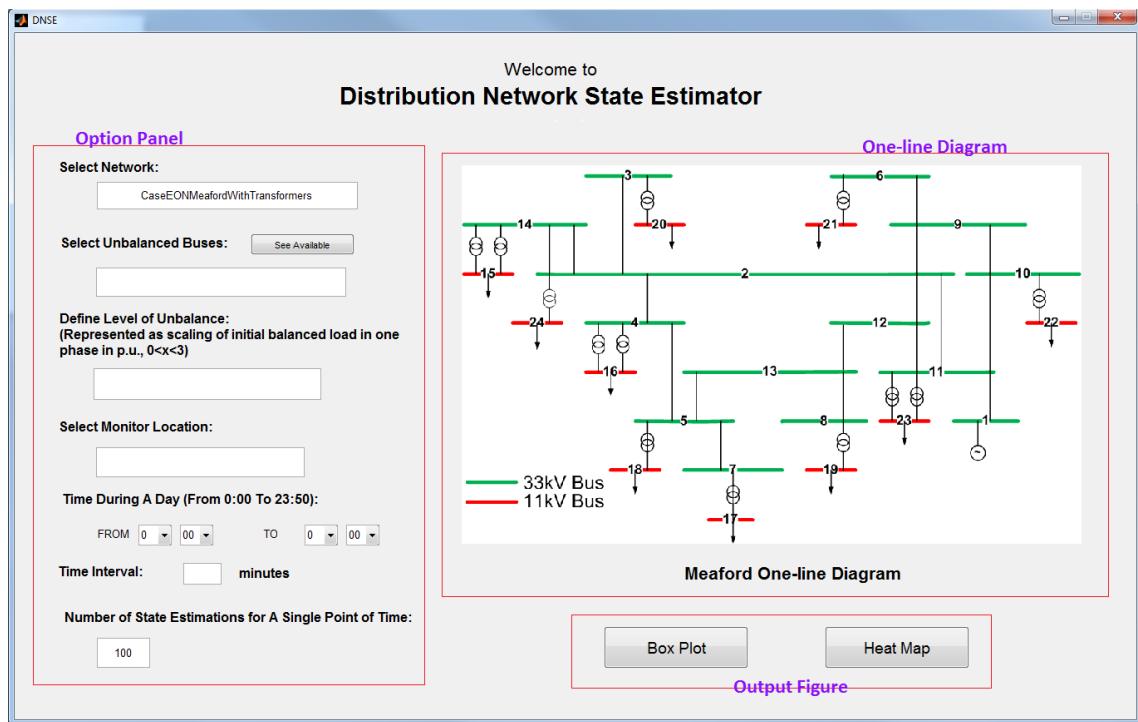 DNSE
Welcome to
Distribution Network State Estimator
Option Panel
Select Network:
CaseEONMeafordWithTransformers
Select Unbalanced Buses:
See Available
Define Level of Unbalance:
(Represented as scaling of initial balanced load in one
phase in p.u., 0<x<3)
Select Monitor Location:
Time During A Day (From 0:00 To 23:50):
FROM 0 00 TO 0 00
Time Interval: minutes
Number of State Estimations for A Single Point of Time:
100
One-line Diagram
3 6
20 21
14 9
15 2 10
24 4 12 22
16 13 11
5 8 23 1
~
18 7 19
33kV Bus
11kV Bus
17
Meaford One-line Diagram
Box Plot Heat Map
Output Figure